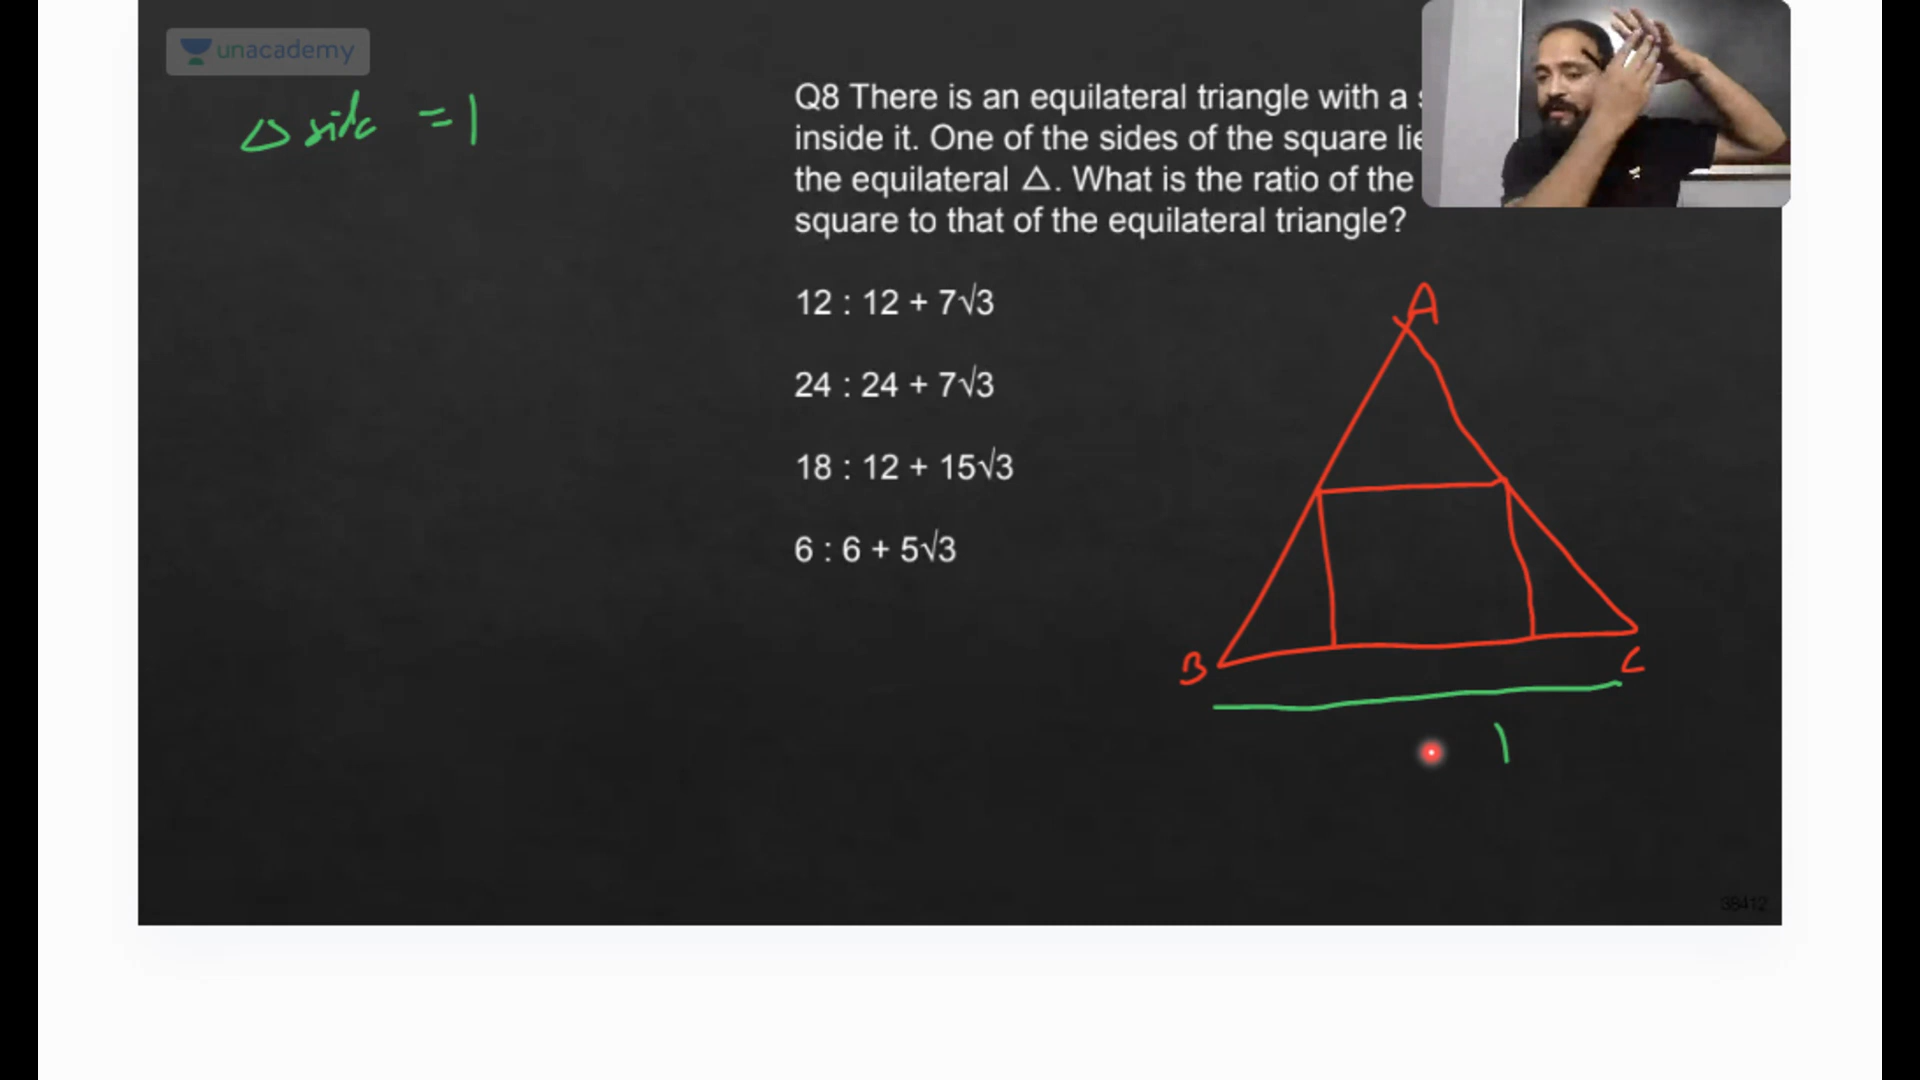 unacademy
△ side = 1
Q8 There is an equilateral triangle with a
inside it. One of the sides of the square lie
the equilateral △. What is the ratio of the
square to that of the equilateral triangle?
12 : 12 + 7√3
24 : 24 + 7√3
18 : 12 + 15√3
6 : 6 + 5√3
A
B
C
1
38412